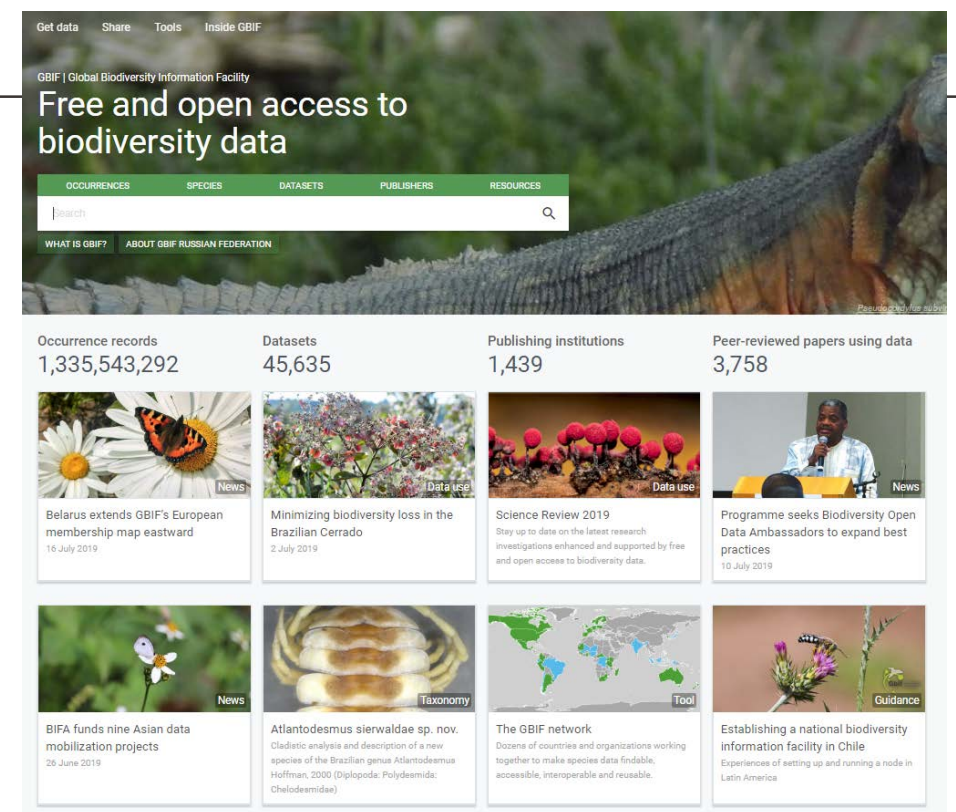 Get data Share Tools Inside GBIF
GBIF | Global Biodiversity Information Facility
Free and open access to
biodiversity data
OCCURRENCES SPECIES DATASETS PUBLISHERS RESOURCES
Search
WHAT IS GBIF? ABOUT GBIF RUSSIAN FEDERATION
Occurrence records
1,335,543,292
Datasets
45,635
Publishing institutions
1,439
Peer-reviewed papers using data
3,758
News
Belarus extends GBIF's European
membership map eastward
16 July 2019
Data use
Minimizing biodiversity loss in the
Brazilian Cerrado
2 July 2019
Data use
Science Review 2019
Stay up to date on the latest research
investigations enhanced and supported by free
and open access to biodiversity data.
News
Programme seeks Biodiversity Open
Data Ambassadors to expand best
practices
10 July 2019
News
BIFA funds nine Asian data
mobilization projects
26 June 2019
Taxonomy
Atlantodesmus sierwaldae sp. nov.
Cladistic analysis and description of a new
species of the Brazilian genus Atlantodesmus
Hoffman, 2000 (Diplopoda: Polydesmida:
Chelodesmidae)
Tool
The GBIF network
Dozens of countries and organizations working
together to make species data findable,
accessible, interoperable and reusable.
Guidance
Establishing a national biodiversity
information facility in Chile
Experiences of setting up and running a node in
Latin America